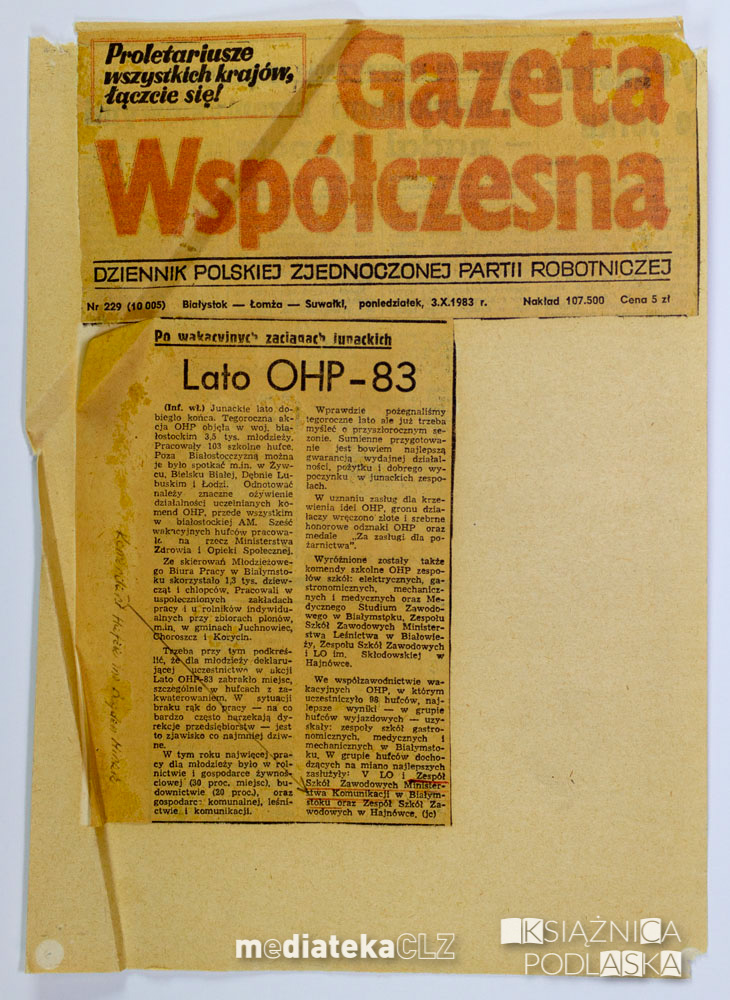 Proletariusze
wszystkich krajów,
łączcie się!
Gazeta
Współczesna
DZIENNIK POLSKIEJ ZJEDNOCZONEJ PARTII ROBOTNICZEJ
Nr 229 (10 005) Białystok — Łomża — Suwałki, poniedziałek, 3.X.1983 r. Nakład 107.500 Cena 5 zł
Po wakacyjnych zaciągach junackich
Lato OHP-83
(Inf. wł.) Junackie lato do-
biegło końca. Tegoroczna ak-
cja OHP objęła w woj. bia-
łostockim 3,5 tys. młodzieży.
Pracowały 103 szkolne hufce.
Poza Białostocczyzną można
je było spotkać m.in. w Żyw-
cu, Bielsku Białej, Dębnie Lu-
buskim i Łodzi. Odnotować
należy znaczne ożywienie
działalności uczelnianych ko-
mend OHP, przede wszystkim
w białostockiej AM. Sześć
wakacyjnych hufców pracowa-
ło na rzecz Ministerstwa
Zdrowia i Opieki Społecznej.
Ze skierowań Młodzieżowe-
go Biura Pracy w Białymsto-
ku skorzystało 1,3 tys. dziew-
cząt i chłopców. Pracowali w
uspołecznionych zakładach
pracy i u rolników indywidu-
alnych przy zbiorach plonów,
m.in. w gminach Juchnowiec,
Choroszcz i Korycin.
Trzeba przy tym podkreś-
lić, że dla młodzieży deklaru-
jącej uczestnictwo w akcji
Lato OHP-83 zabrakło miejsc,
szczególnie w hufcach z za-
kwaterowaniem. W sytuacji
braku rąk do pracy — na co
bardzo często narzekają dy-
rekcje przedsiębiorstw — jest
to zjawisko co najmniej dziw-
ne.
W tym roku najwięcej pra-
cy dla młodzieży było w rol-
nictwie i gospodarce żywnoś-
ciowej (30 proc. miejsc), bu-
downictwie (20 proc.), oraz
gospodarce komunalnej, leśni-
ctwie i komunikacji.
Wprawdzie pożegnaliśmy
tegoroczne lato ale już trzeba
myśleć o przyszłorocznym se-
zonie. Sumienne przygotowa-
nie jest bowiem najlepszą
gwarancją wydajnej działal-
ności, pożytku i dobrego wy-
poczynku w junackich zespo-
łach.
W uznaniu zasług dla krze-
wienia idei OHP, gronu dzia-
łaczy wręczono złote i srebrne
honorowe odznaki OHP oraz
medale „Za zasługi dla po-
żarnictwa".
Wyróżnione zostały także
komendy szkolne OHP zespo-
łów szkół: elektrycznych, ga-
stronomicznych, mechanicz-
nych i medycznych oraz Me-
dycznego Studium Zawodo-
wego w Białymstoku, Zespołu
Szkół Zawodowych Minister-
stwa Leśnictwa w Białowie-
ży, Zespołu Szkół Zawodowych
i LO im. Skłodowskiej w
Hajnówce.
We współzawodnictwie wa-
kacyjnych OHP, w którym
uczestniczyło 98 hufców, naj-
lepsze wyniki — w grupie
hufców wyjazdowych — uzy-
skały: zespoły szkół gastro-
nomicznych, medycznych i
mechanicznych w Białymsto-
ku. W grupie hufców docho-
dzących na miano najlepszych
zasłużyły: V LO i Zespół
Szkół Zawodowych Minister-
stwa Komunikacji w Białym-
stoku oraz Zespół Szkół Za-
wodowych w Hajnówce. (jc)
mediatekaCLZ
KSIĄŻNICA
PODLASKA